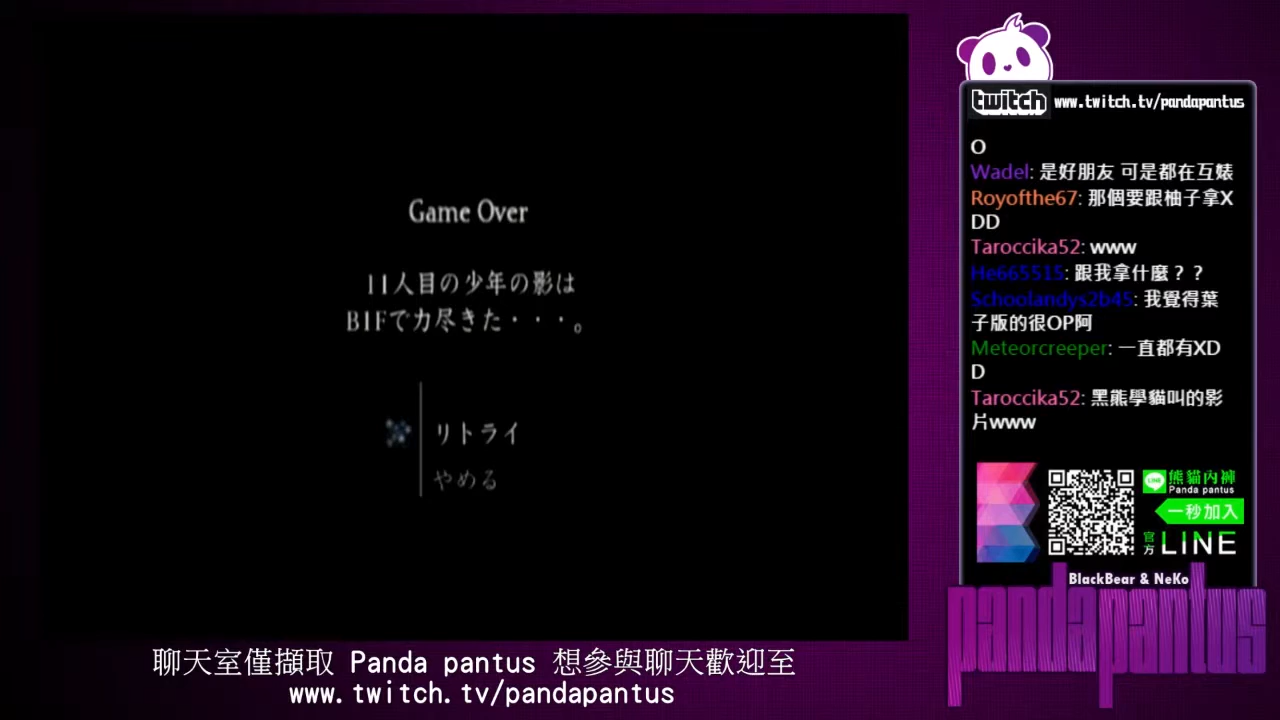 Game Over
11人目の少年の影は
B1Fで力尽きた・・・。
リトライ
やめる
twitch www.twitch.tv/pandapantus
O
Wadel: 是好朋友 可是都在互婊
Royofthe67: 那個要跟柚子拿X
DD
Taroccika52: www
He665515: 跟我拿什麼？？
Schoolandys2b45: 我覺得葉
子版的很OP阿
Meteorcreeper: 一直都有XD
D
Taroccika52: 黑熊學貓叫的影
片www
LINE 熊貓內褲
Panda pantus
一秒加入
官方 LINE
BlackBear & NeKo
pandapantus
聊天室僅擷取 Panda pantus 想參與聊天歡迎至
www.twitch.tv/pandapantus